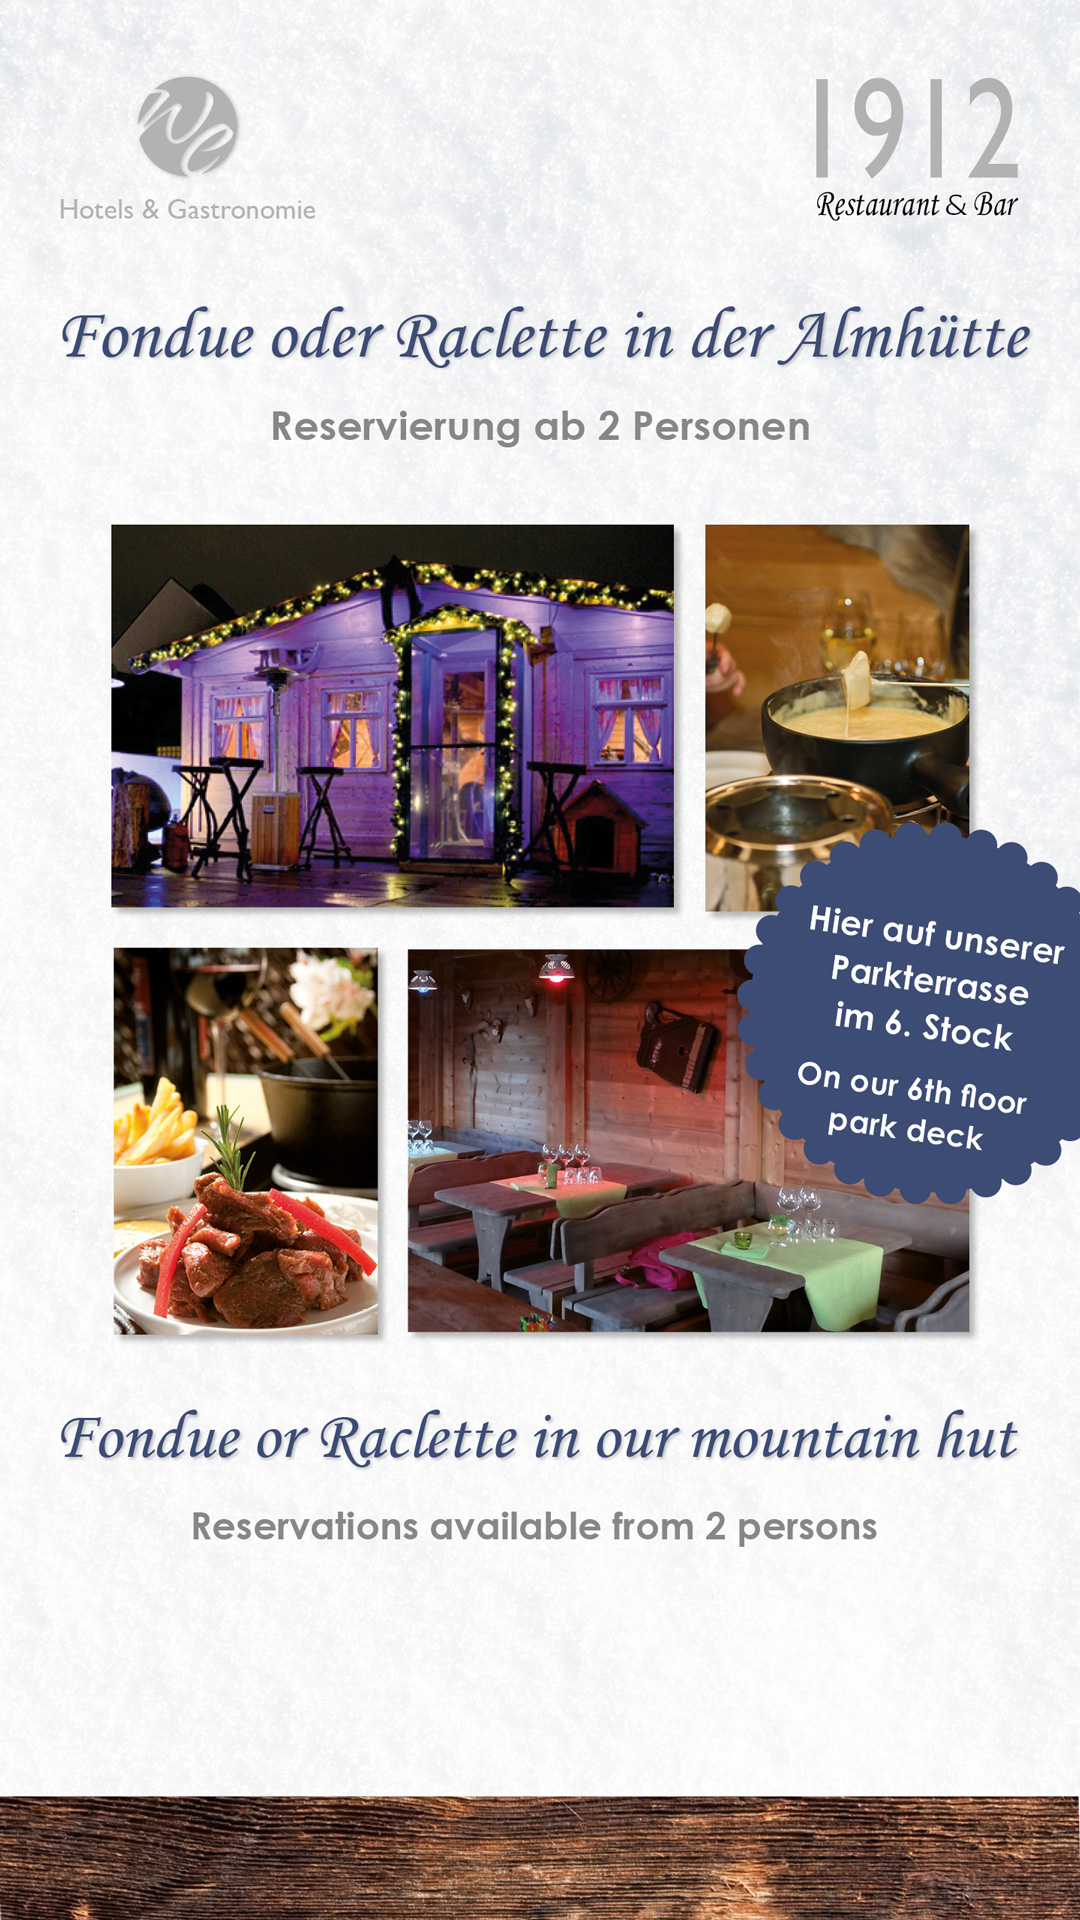 WG
Hotels & Gastronomie
1912
Restaurant & Bar
Fondue oder Raclette in der Almhütte
Reservierung ab 2 Personen
Hier auf unserer
Parkterrasse
im 6. Stock
On our 6th floor
park deck
Fondue or Raclette in our mountain hut
Reservations available from 2 persons